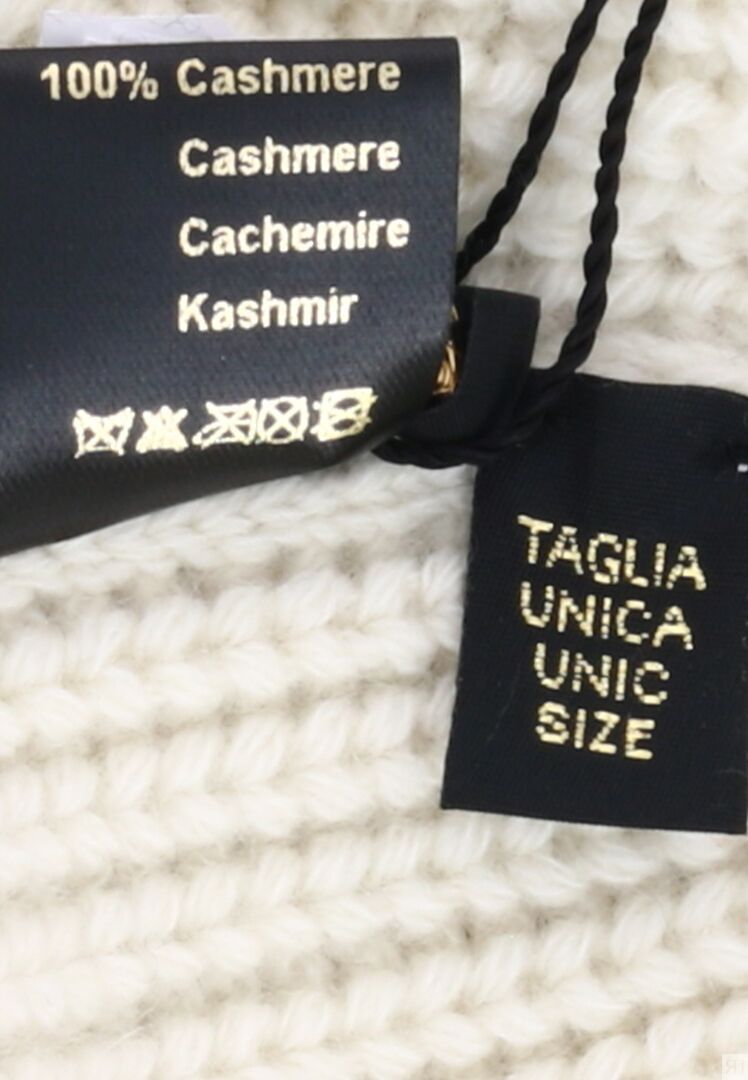 100% Cashmere
Cashmere
Cachemire
Kashmir
TAGLIA
UNICA
UNIC
SIZE